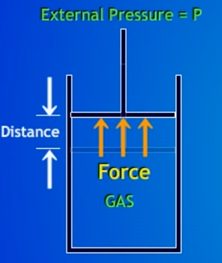 External Pressure = P
Distance
Force
GAS